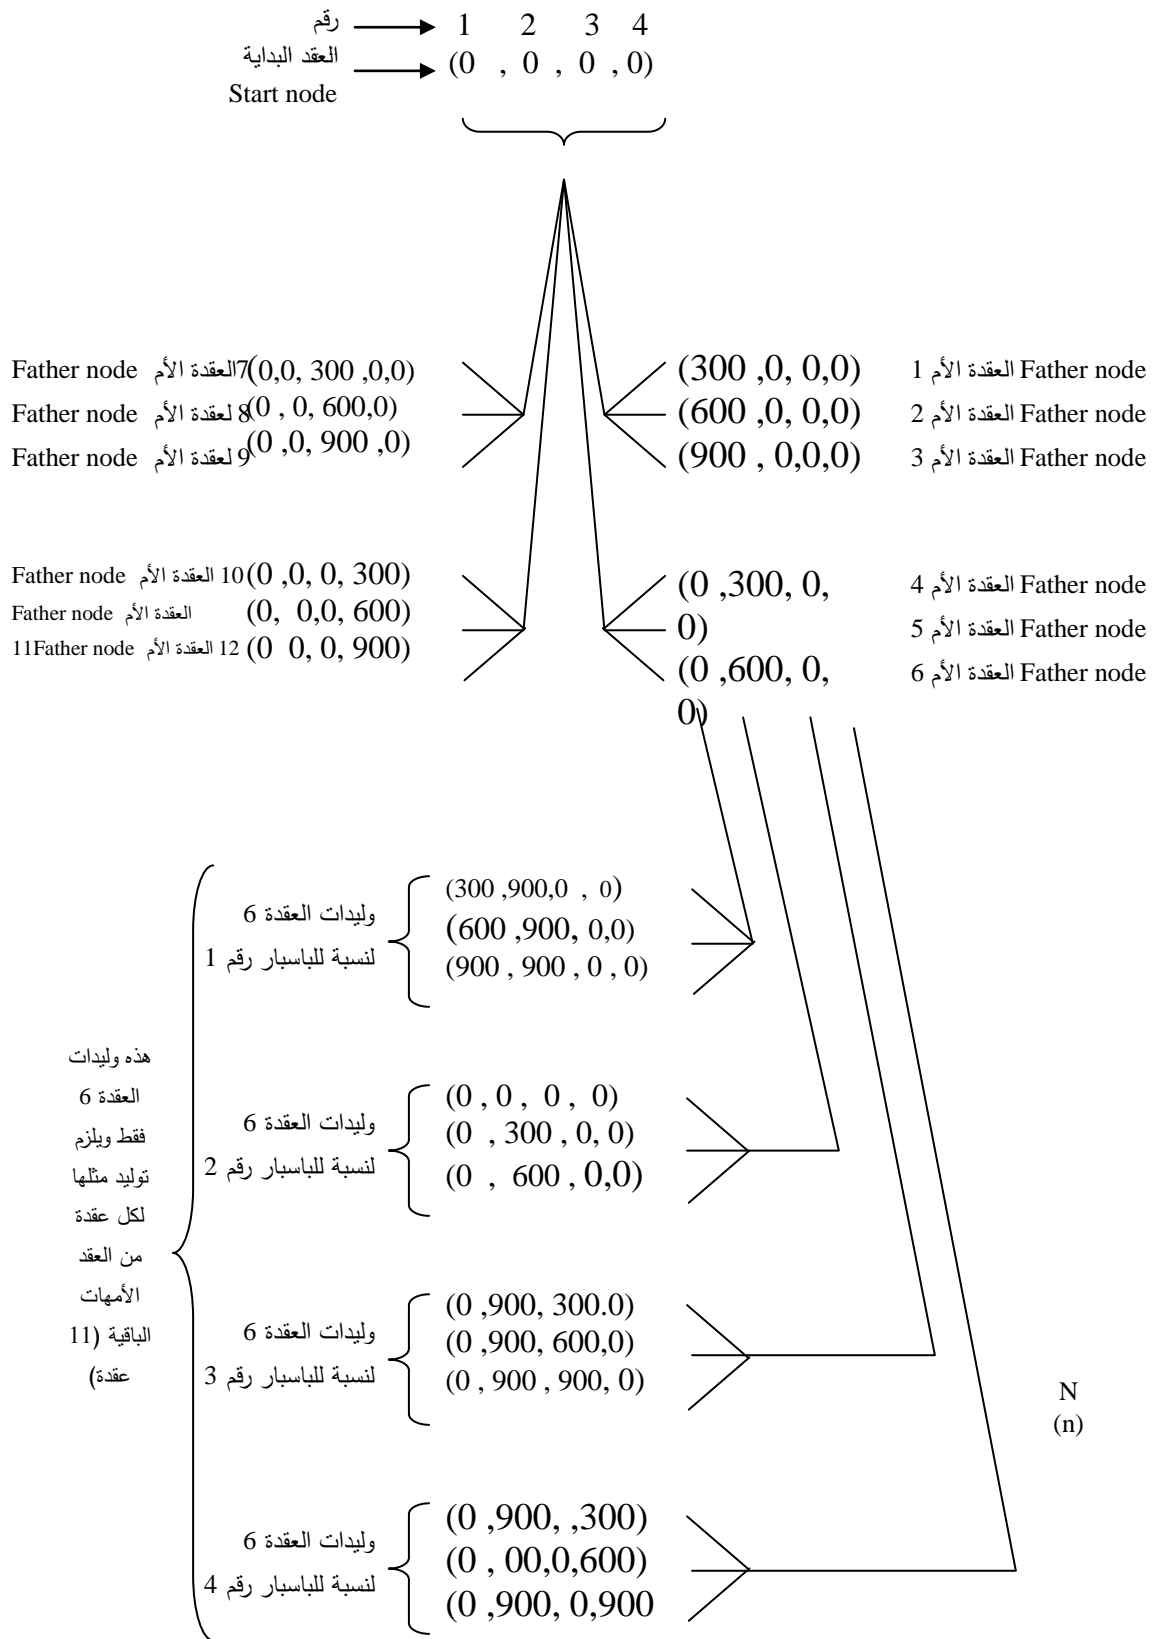 رقم 1 2 3 4
العقد البداية (0 , 0 , 0 ,0)
Start node
Father node العقدة الأم 7(0,0, 300 ,0,0)
Father node لعقدة الأم 8(0 , 0, 600,0)
Father node لعقدة الأم 9(0 ,0, 900 ,0)
(300 ,0, 0,0) Father node العقدة الأم 1
(600 ,0, 0,0) Father node العقدة الأم 2
(900 , 0,0,0) Father node العقدة الأم 3
Father node العقدة الأم 10(0 ,0, 0, 300)
Father node العقدة الأم (0, 0,0, 600)
11Father node العقدة الأم 12 (0 0, 0, 900)
(0 ,300, 0,
0)
(0 ,600, 0,
0)
Father node العقدة الأم 4
Father node العقدة الأم 5
Father node العقدة الأم 6
وليدات العقدة 6
لنسبة للباسبار رقم 1
(300 ,900,0 , 0)
(600 ,900, 0,0)
(900 , 900 , 0 , 0)
هذه وليدات
العقدة 6
فقط ويلزم
توليد مثلها
لكل عقدة
من العقد
الأمهات
الباقية (11
عقدة)
وليدات العقدة 6
لنسبة للباسبار رقم 2
(0 , 0 , 0 , 0)
(0 , 300 , 0, 0)
(0 , 600 , 0,0)
وليدات العقدة 6
لنسبة للباسبار رقم 3
(0 ,900, 300.0)
(0 ,900, 600,0)
(0 , 900 , 900, 0)
N
(n)
وليدات العقدة 6
لنسبة للباسبار رقم 4
(0 ,900, ,300)
(0 , 00,0,600)
(0 ,900, 0,900